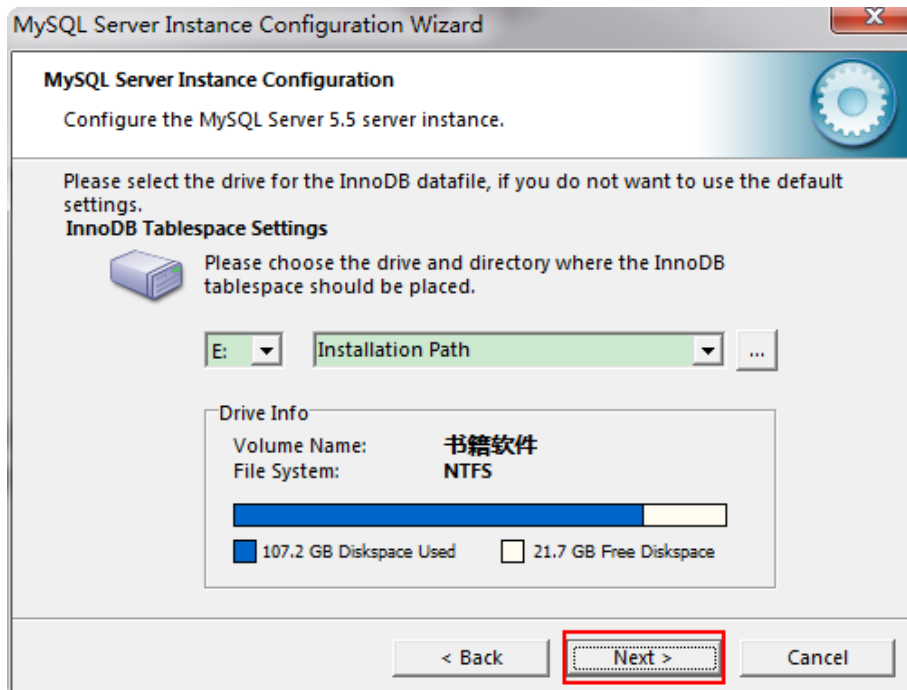 MySQL Server Instance Configuration Wizard
MySQL Server Instance Configuration
Configure the MySQL Server 5.5 server instance.
Please select the drive for the InnoDB datafile, if you do not want to use the default
settings.
InnoDB Tablespace Settings
Please choose the drive and directory where the InnoDB
tablespace should be placed.
E: Installation Path ...
Drive Info
Volume Name: 书籍软件
File System: NTFS
107.2 GB Diskspace Used 21.7 GB Free Diskspace
< Back Next > Cancel